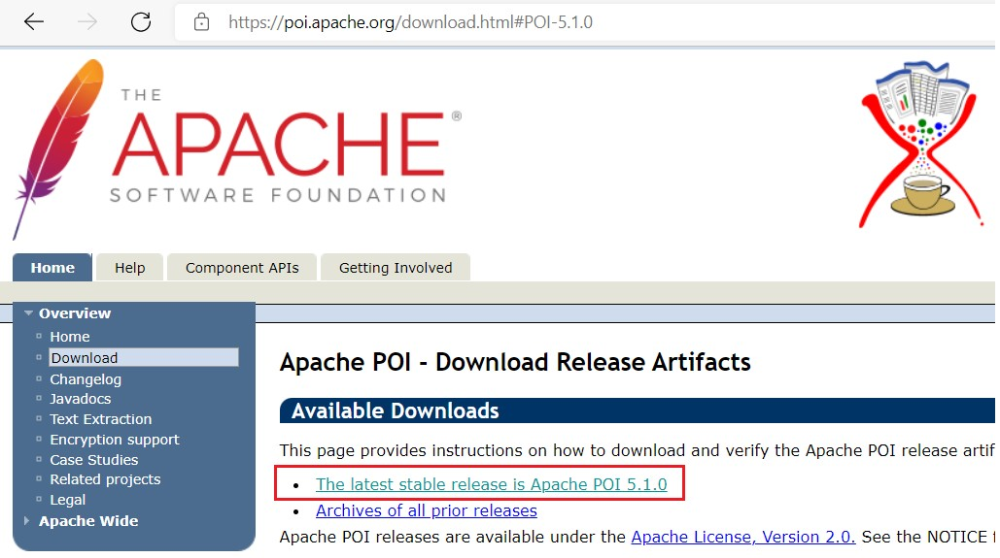 https://poi.apache.org/download.html#POI-5.1.0
THE
APACHE®
SOFTWARE FOUNDATION
Home Help Component APIs Getting Involved
Overview
Home
Download
Changelog
Javadocs
Text Extraction
Encryption support
Case Studies
Related projects
Legal
Apache Wide
Apache POI - Download Release Artifacts
Available Downloads
This page provides instructions on how to download and verify the Apache POI release artif
The latest stable release is Apache POI 5.1.0
Archives of all prior releases
Apache POI releases are available under the Apache License, Version 2.0. See the NOTICE f